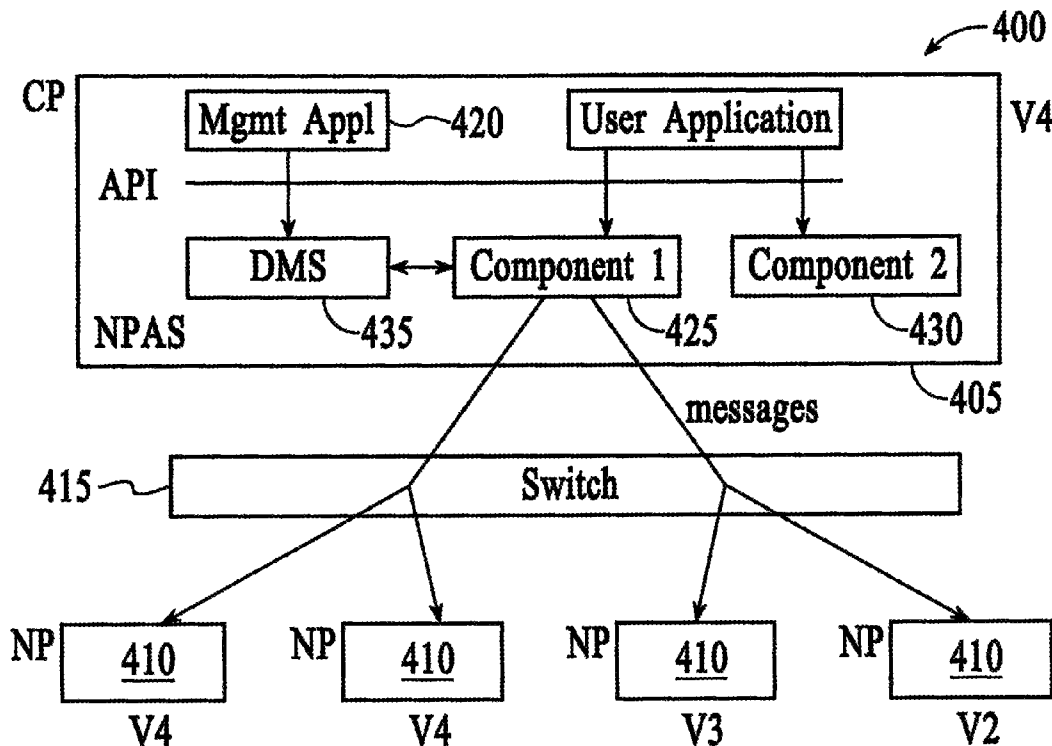 400
CP
Mgmt Appl
420
User Application
V4
API
DMS
Component 1
Component 2
NPAS
435
425
430
405
messages
415
Switch
NP
410
NP
410
NP
410
NP
410
V4
V4
V3
V2